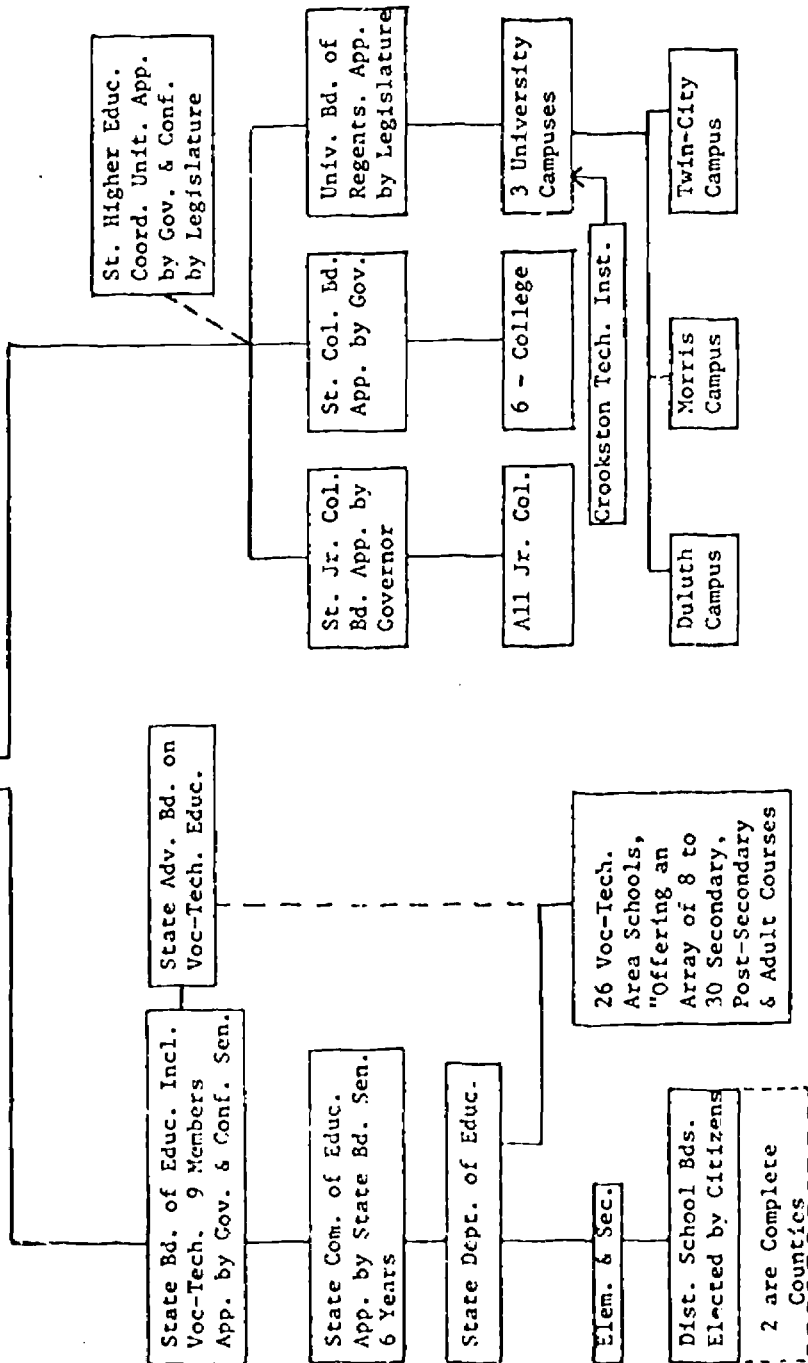 St. Higher Educ.
Coord. Unit. App.
by Gov. & Conf.
by Legislature
State Bd. of Educ. Incl.
Voc-Tech. 9 Members
App. by Gov. & Conf. Sen.
State Adv. Bd. on
Voc-Tech. Educ.
State Com. of Educ.
App. by State Bd. Sen.
6 Years
State Dept. of Educ.
Elem. & Sec.
Dist. School Bds.
Elected by Citizens
2 are Complete
Counties
26 Voc-Tech.
Area Schools,
"Offering an
Array of 8 to
30 Secondary,
Post-Secondary
& Adult Courses
St. Jr. Col.
Bd. App. by
Governor
St. Col. Bd.
App. by Gov.
Univ. Bd. of
Regents. App.
by Legislature
All Jr. Col.
6 - College
3 University
Campuses
Crookston Tech. Inst.
Duluth
Campus
Morris
Campus
Twin-City
Campus